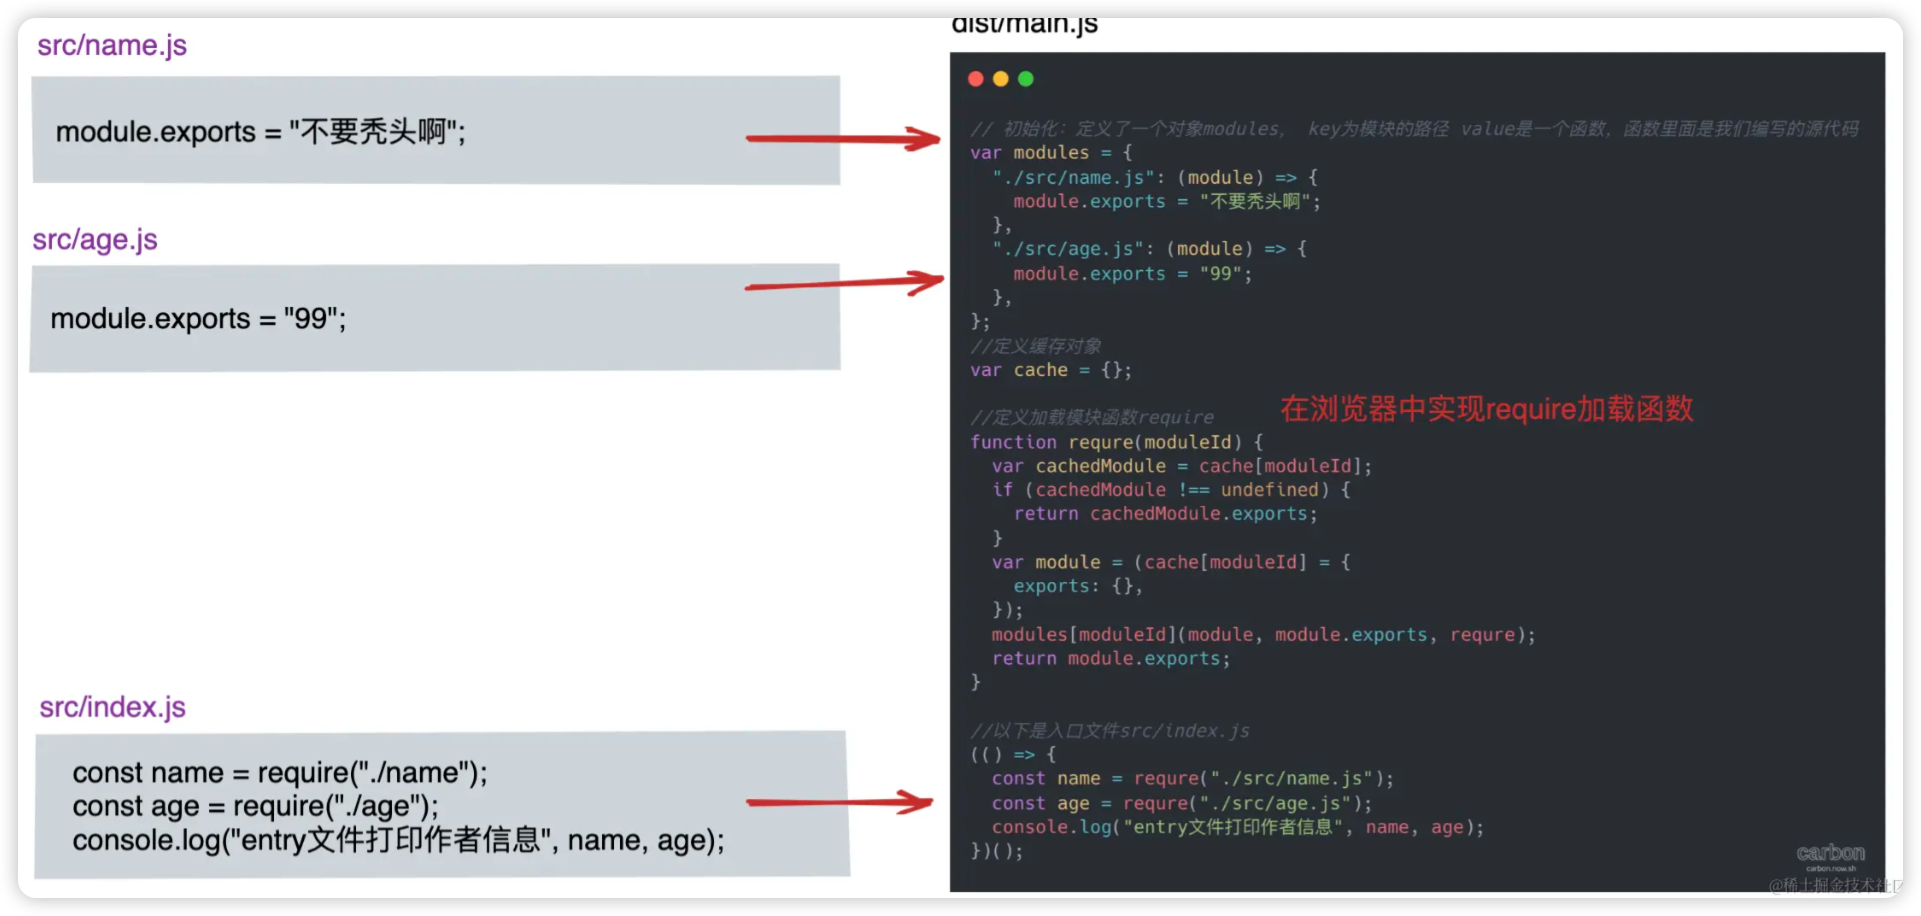 src/name.js
module.exports = "不要秃头啊";
src/age.js
module.exports = "99";
src/index.js
const name = require("./name");
const age = require("./age");
console.log("entry文件打印作者信息", name, age);
dist/main.js
// 初始化：定义了一个对象modules， key为模块的路径 value是一个函数，函数里面是我们编写的源代码
var modules = {
  "./src/name.js": (module) => {
    module.exports = "不要秃头啊";
  },
  "./src/age.js": (module) => {
    module.exports = "99";
  },
};
//定义缓存对象
var cache = {};
在浏览器中实现require加载函数
//定义加载模块函数require
function requre(moduleId) {
  var cachedModule = cache[moduleId];
  if (cachedModule !== undefined) {
    return cachedModule.exports;
  }
  var module = (cache[moduleId] = {
    exports: {},
  });
  modules[moduleId](module, module.exports, requre);
  return module.exports;
}
//以下是入口文件src/index.js
(() => {
  const name = requre("./src/name.js");
  const age = requre("./src/age.js");
  console.log("entry文件打印作者信息", name, age);
})();
carbon
carbon.now.sh
@稀土掘金技术社区